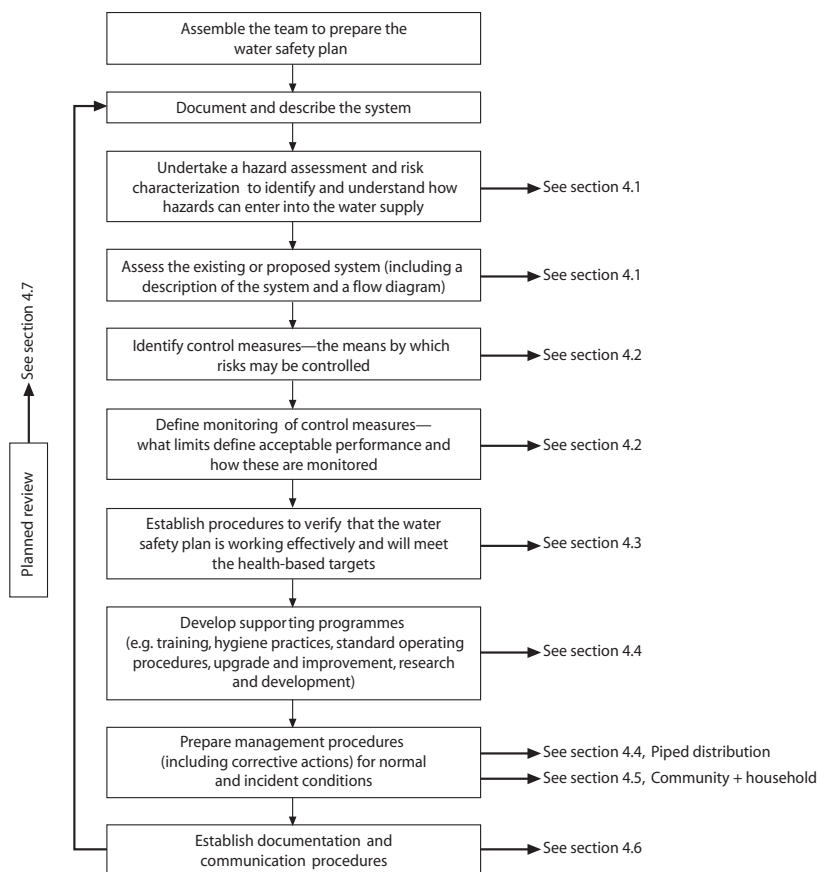 Assemble the team to prepare the
water safety plan
Document and describe the system
Undertake a hazard assessment and risk
characterization to identify and understand how
hazards can enter into the water supply
See section 4.1
Assess the existing or proposed system (including a
description of the system and a flow diagram)
See section 4.1
Identify control measures—the means by which
risks may be controlled
See section 4.2
Define monitoring of control measures—
what limits define acceptable performance and
how these are monitored
See section 4.2
Establish procedures to verify that the water
safety plan is working effectively and will meet
the health-based targets
See section 4.3
Develop supporting programmes
(e.g. training, hygiene practices, standard operating
procedures, upgrade and improvement, research
and development)
See section 4.4
Prepare management procedures
(including corrective actions) for normal
and incident conditions
See section 4.4, Piped distribution
See section 4.5, Community + household
Establish documentation and
communication procedures
See section 4.6
Planned review
See section 4.7